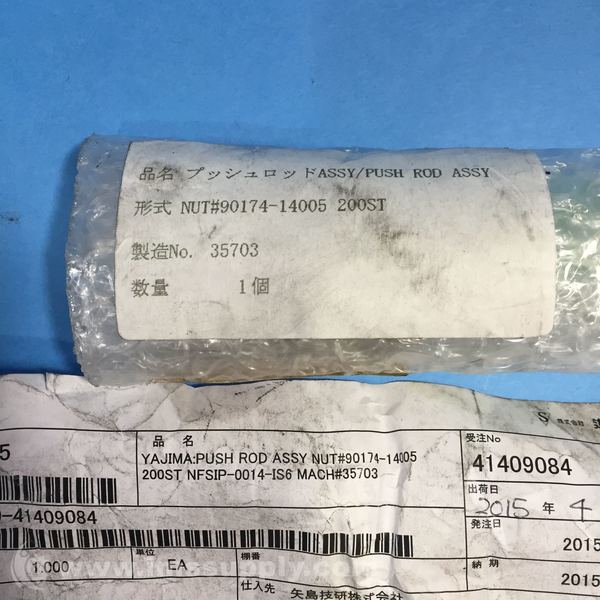 品名 プッシュロッドASSY/PUSH ROD ASSY
形式 NUT#90174-14005 200ST
製造No. 35703
数量 1個
S 株式会社
5
YAJIMA:PUSH ROD ASSY NUT#90174-14005
200ST NFSIP-0014-IS6 MACH#35703
受注No
41409084
出荷日
2015 年 4
-41409084
発注日
2015
1.000
単位
EA
棚番
納期
2015
仕入先
矢島技研株式会社